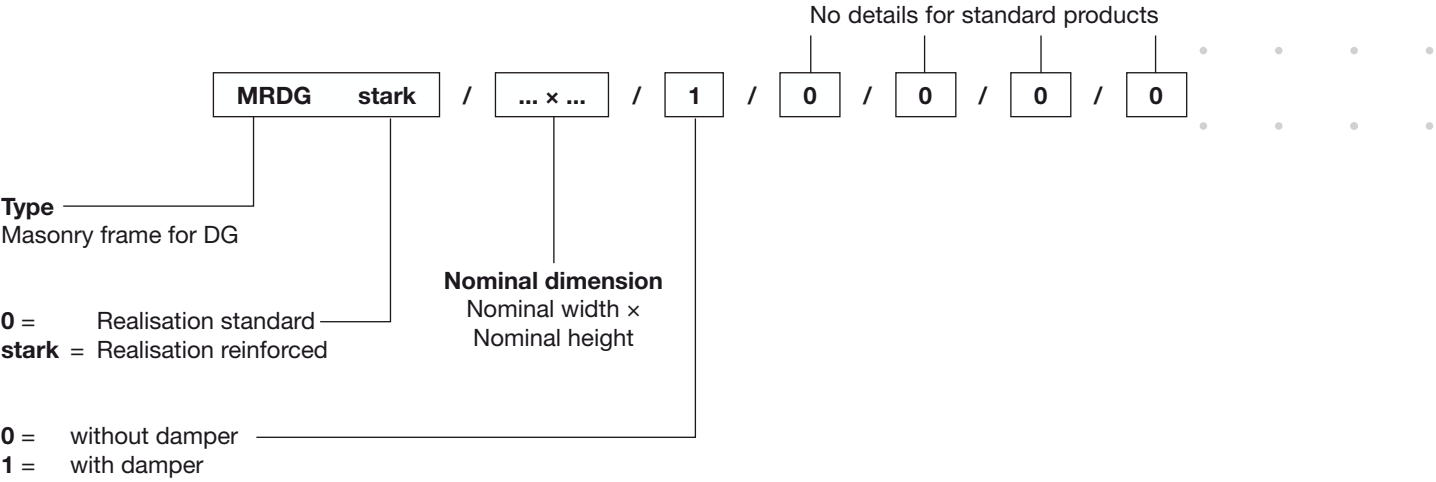 No details for standard products
MRDG stark / ... × ... / 1 / 0 / 0 / 0 / 0
Type
Masonry frame for DG
Nominal dimension
Nominal width ×
Nominal height
0 = Realisation standard
stark = Realisation reinforced
0 = without damper
1 = with damper